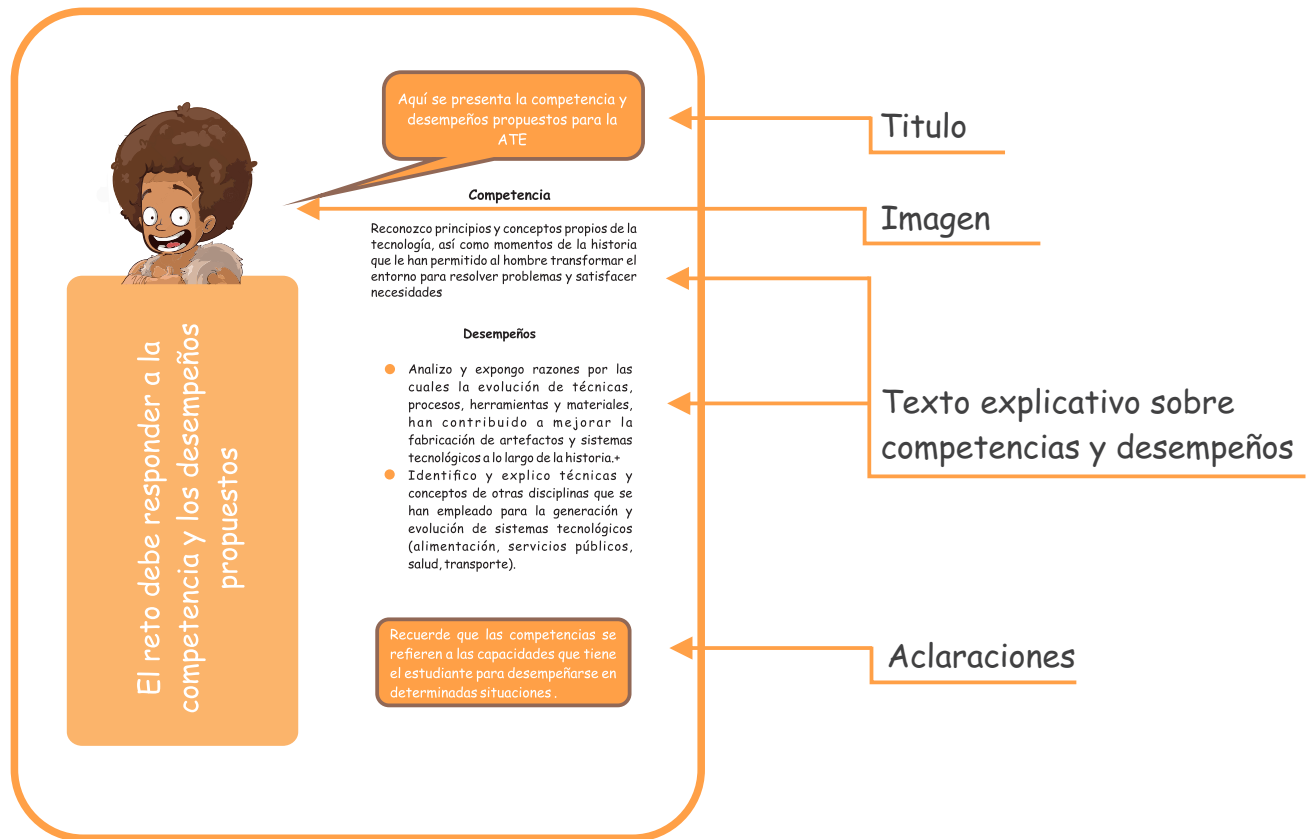 Aquí se presenta la competencia y
desempeños propuestos para la
ATE
Competencia
Reconozco principios y conceptos propios de la
tecnología, así como momentos de la historia
que le han permitido al hombre transformar el
entorno para resolver problemas y satisfacer
necesidades
Desempeños
Analizo y expongo razones por las
cuales la evolución de técnicas,
procesos, herramientas y materiales,
han contribuido a mejorar la
fabricación de artefactos y sistemas
tecnológicos a lo largo de la historia.+
Identifico y explico técnicas y
conceptos de otras disciplinas que se
han empleado para la generación y
evolución de sistemas tecnológicos
(alimentación, servicios públicos,
salud, transporte).
Recuerde que las competencias se
refieren a las capacidades que tiene
el estudiante para desempeñarse en
determinadas situaciones .
El reto debe responder a la
competencia y los desempeños
propuestos
Titulo
Imagen
Texto explicativo sobre
competencias y desempeños
Aclaraciones